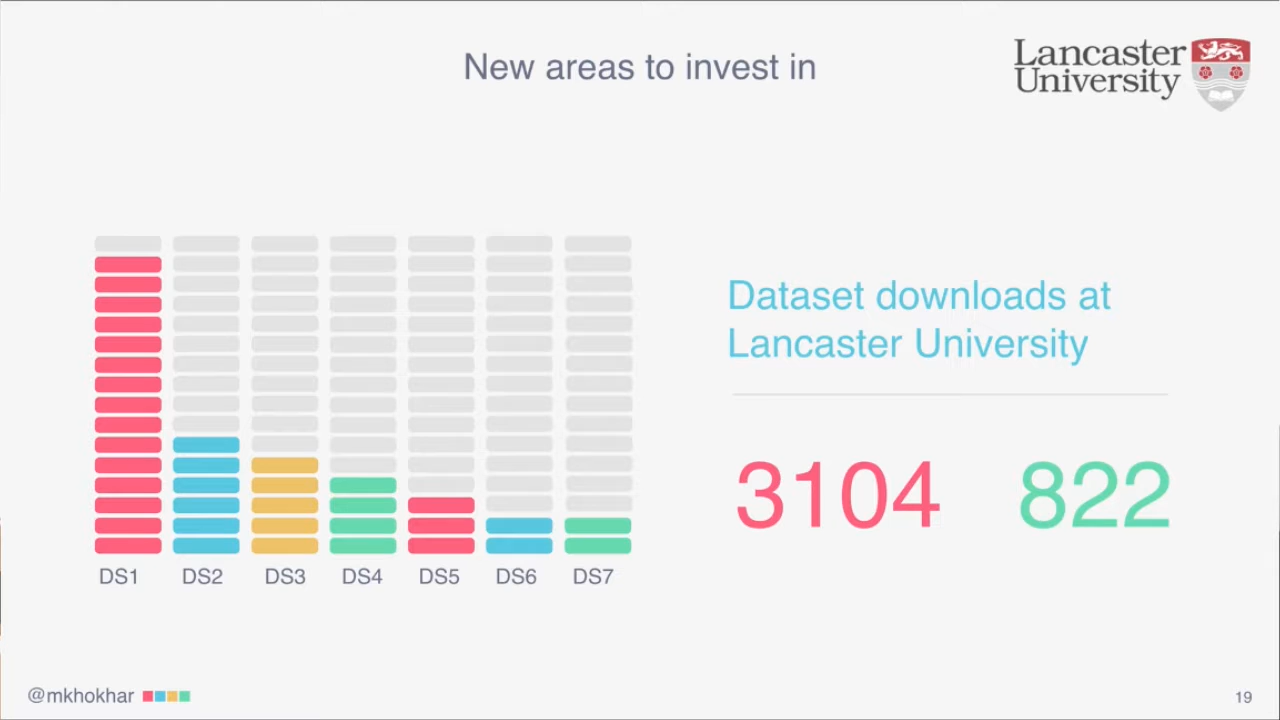 New areas to invest in
Lancaster
University
Dataset downloads at
Lancaster University
3104 822
DS1 DS2 DS3 DS4 DS5 DS6 DS7
@mkhokhar
19